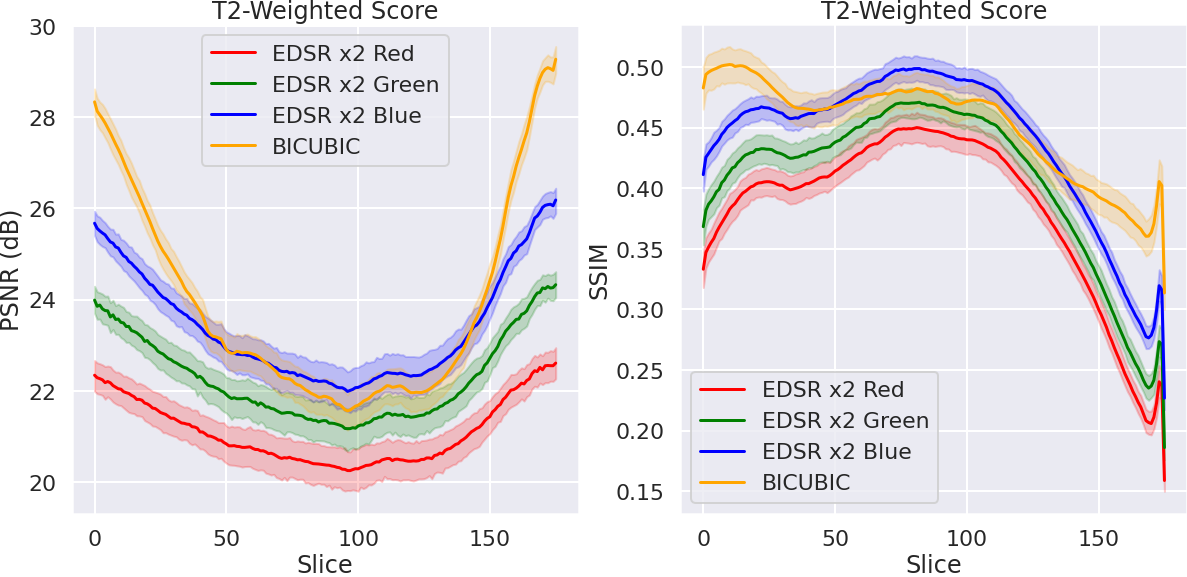 T2-Weighted Score
30
28
26
24
22
20
PSNR (dB)
0
50
100
150
Slice
EDSR x2 Red
EDSR x2 Green
EDSR x2 Blue
BICUBIC
T2-Weighted Score
0.50
0.45
0.40
0.35
0.30
0.25
0.20
0.15
SSIM
0
50
100
150
Slice
EDSR x2 Red
EDSR x2 Green
EDSR x2 Blue
BICUBIC